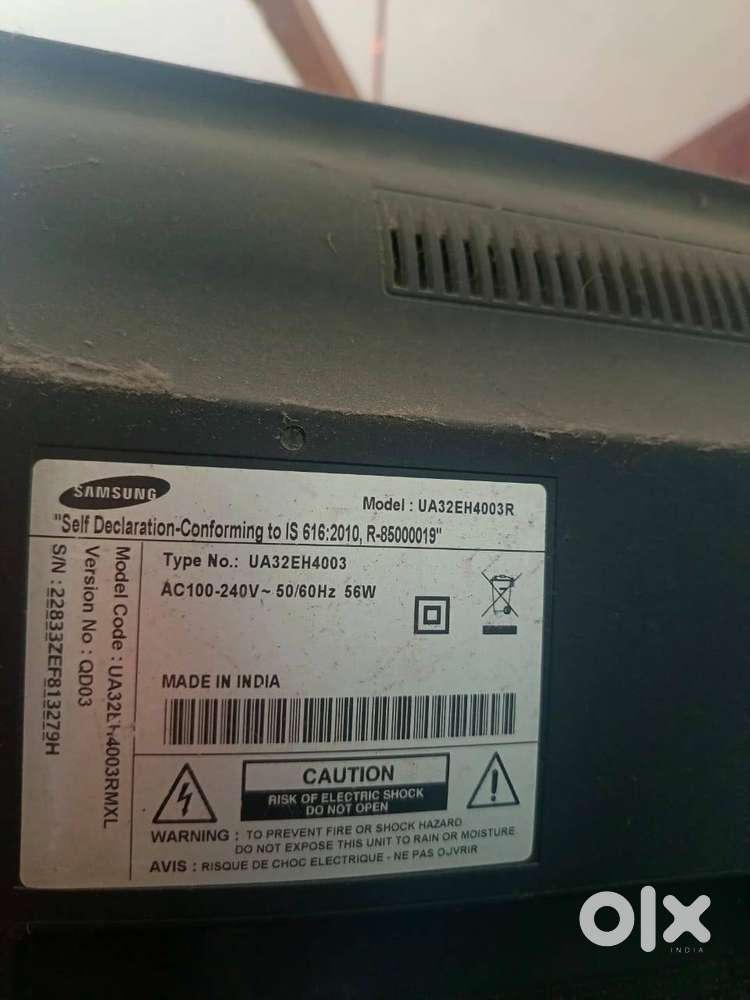 SAMSUNG
Model : UA32EH4003R
"Self Declaration-Conforming to IS 616:2010, R-85000019"
Type No.: UA32EH4003
AC100-240V~ 50/60Hz 56W
MADE IN INDIA
Model Code : UA32EH4003RMXL
Version No : QD03
S/N : 22833ZEF813279H
CAUTION
RISK OF ELECTRIC SHOCK
DO NOT OPEN
WARNING : TO PREVENT FIRE OR SHOCK HAZARD
DO NOT EXPOSE THIS UNIT TO RAIN OR MOISTURE
AVIS : RISQUE DE CHOC ELECTRIQUE - NE PAS OUVRIR
olx
INDIA